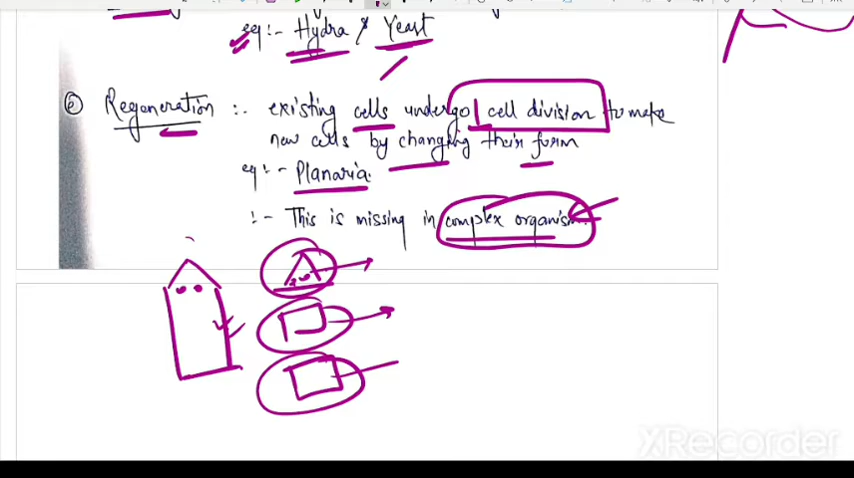 eg:- Hydra & Yeast
⑥ Regeneration :- existing cells undergo cell division to make
new cells by changing their form
eg:- Planaria.
:- This is missing in complex organism.
XRecorder